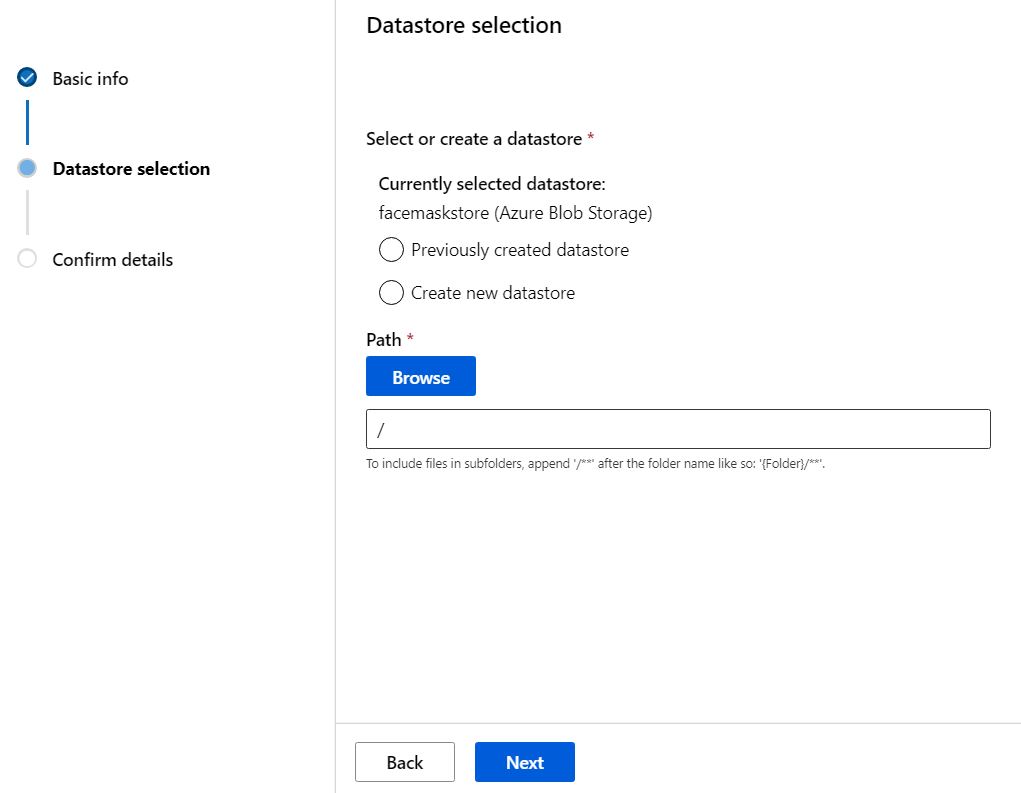 Datastore selection
Basic info
Datastore selection
Confirm details
Select or create a datastore *
Currently selected datastore:
facemaskstore (Azure Blob Storage)
Previously created datastore
Create new datastore
Path *
Browse
/
To include files in subfolders, append '/**' after the folder name like so: '{Folder}/**'.
Back
Next